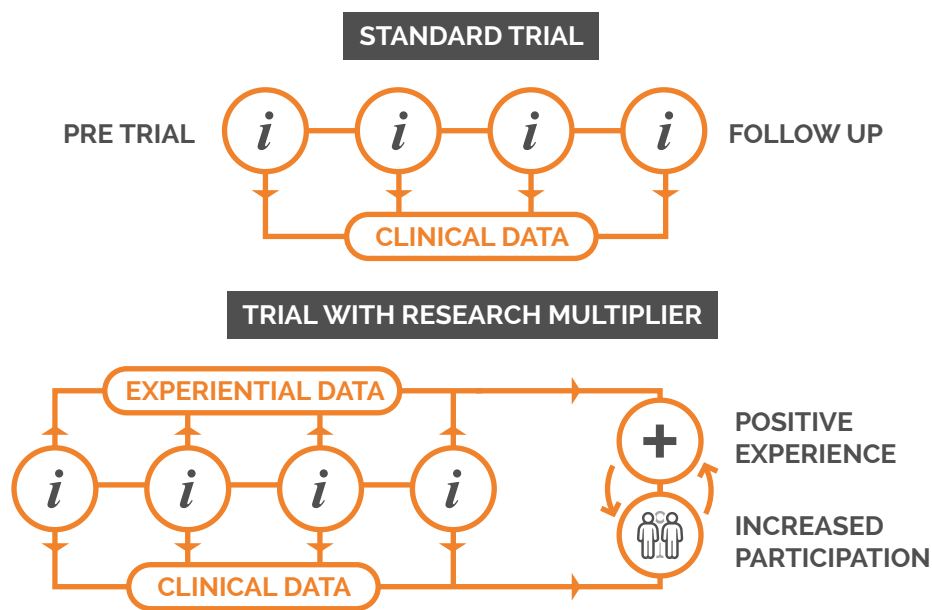 STANDARD TRIAL
PRE TRIAL
i
i
i
i
FOLLOW UP
CLINICAL DATA
TRIAL WITH RESEARCH MULTIPLIER
EXPERIENTIAL DATA
+
POSITIVE
EXPERIENCE
i
i
i
i
INCREASED
PARTICIPATION
CLINICAL DATA